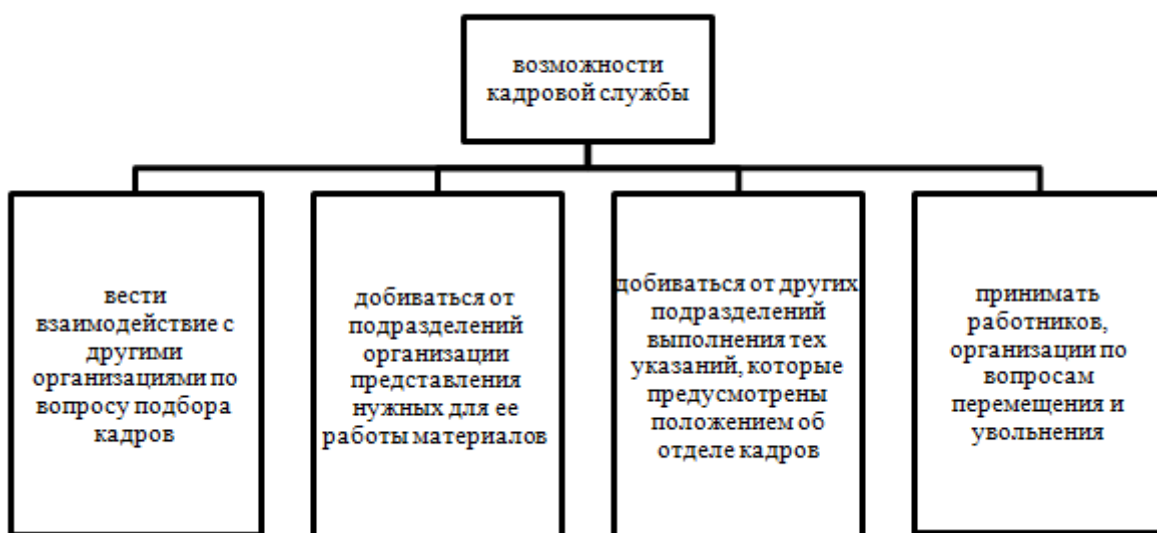 возможности
кадровой службы
вести
взаимодействие с
другими
организациями по
вопросу подбора
кадров
добиваться от
подразделений
организации
представления
нужных для ее
работы материалов
добиваться от других
подразделений
выполнения тех
указаний, которые
предусмотрены
положением об
отделе кадров
принимать
работников,
организации по
вопросам
перемещения и
увольнения